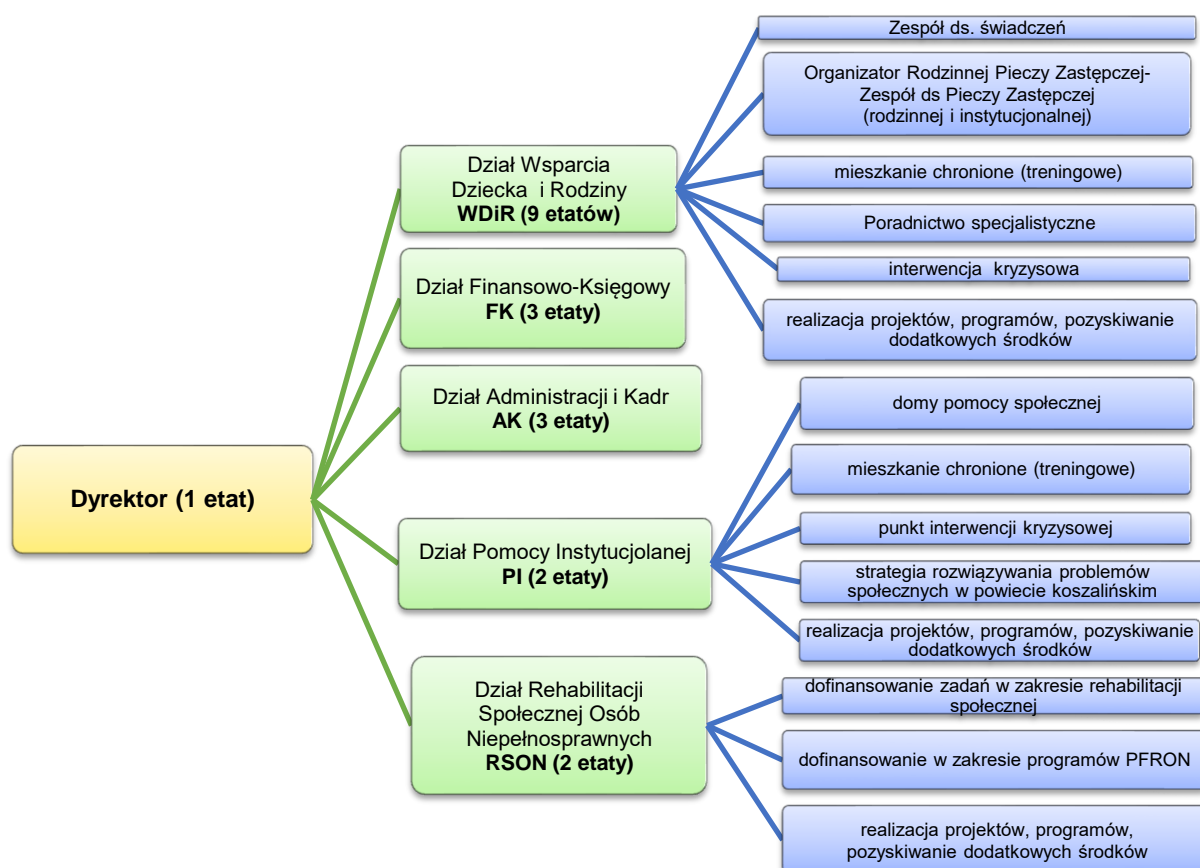 Dyrektor (1 etat)
Dział Wsparcia
Dziecka i Rodziny
WDiR (9 etatów)
Zespół ds. świadczeń
Organizator Rodzinnej Pieczy Zastępczej-
Zespół ds Pieczy Zastępczej
(rodzinnej i instytucjonalnej)
mieszkanie chronione (treningowe)
Poradnictwo specjalistyczne
interwencja kryzysowa
realizacja projektów, programów, pozyskiwanie
dodatkowych środków
Dział Finansowo-Księgowy
FK (3 etaty)
Dział Administracji i Kadr
AK (3 etaty)
Dział Pomocy Instytucjolanej
PI (2 etaty)
domy pomocy społecznej
mieszkanie chronione (treningowe)
punkt interwencji kryzysowej
strategia rozwiązywania problemów
społecznych w powiecie koszalińskim
realizacja projektów, programów, pozyskiwanie
dodatkowych środków
Dział Rehabilitacji
Społecznej Osób
Niepełnosprawnych
RSON (2 etaty)
dofinansowanie zadań w zakresie rehabilitacji
społecznej
dofinansowanie w zakresie programów PFRON
realizacja projektów, programów,
pozyskiwanie dodatkowych środków